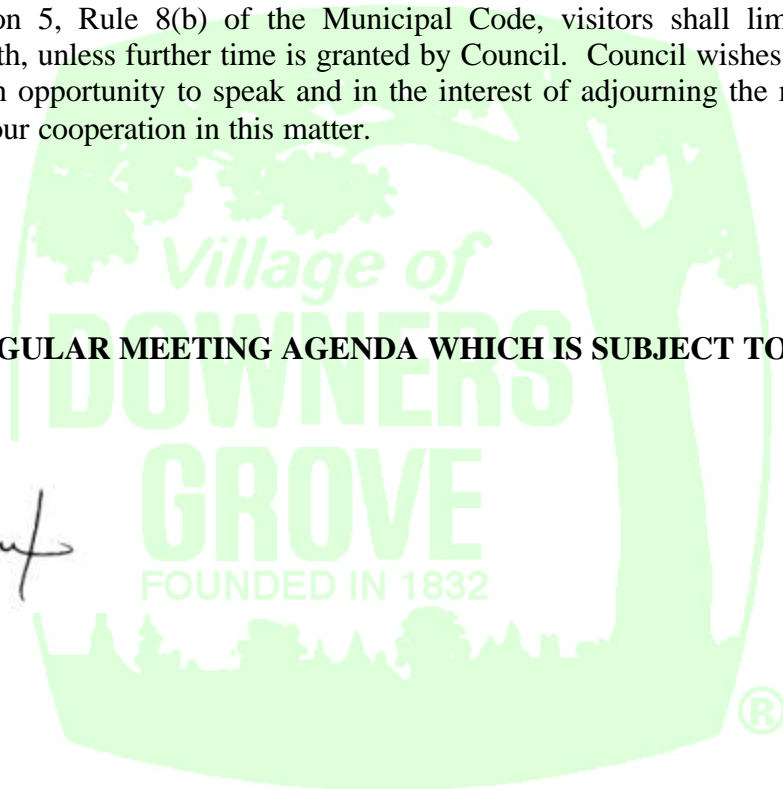 on 5, Rule 8(b) of the Municipal Code, visitors shall lim
th, unless further time is granted by Council. Council wishes
n opportunity to speak and in the interest of adjourning the
our cooperation in this matter.
Village of
GULAR MEETING AGENDA WHICH IS SUBJECT TO
DOWNERS
GROVE
FOUNDED IN 1832
®